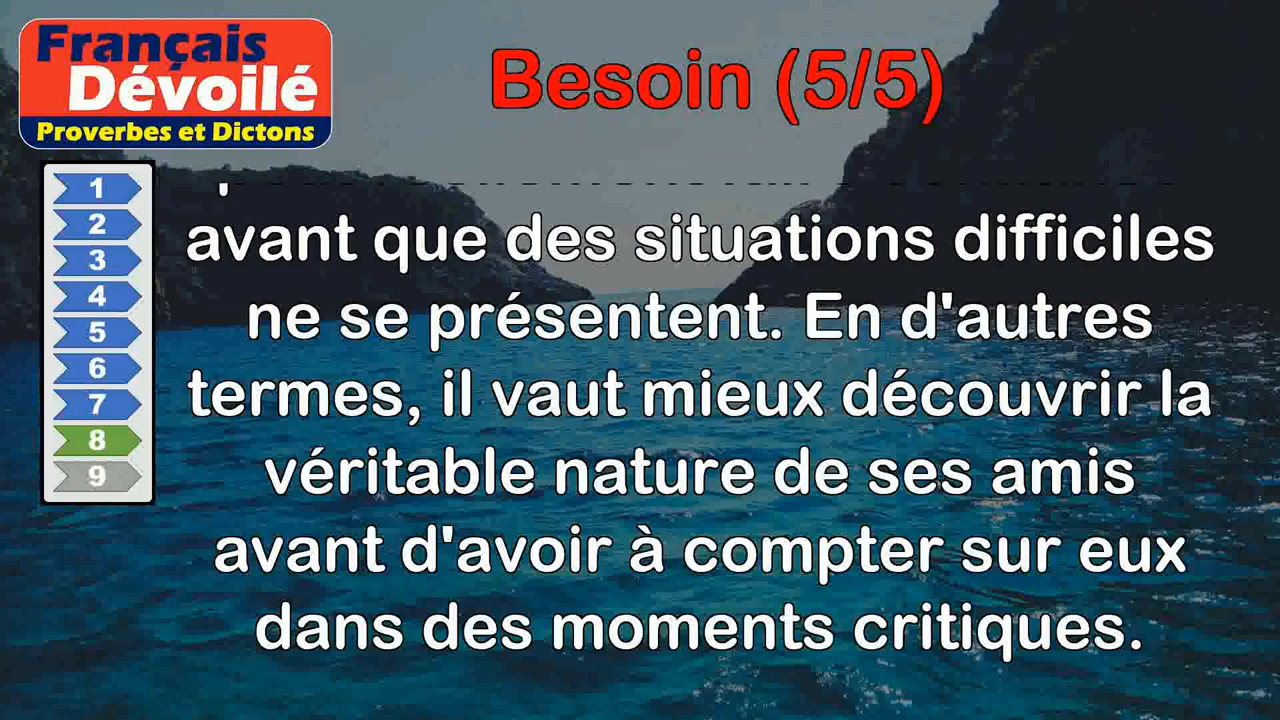 Français
Dévoilé
Proverbes et Dictons
Besoin (5/5)
1
2
3
4
5
6
7
8
9
avant que des situations difficiles
ne se présentent. En d'autres
termes, il vaut mieux découvrir la
véritable nature de ses amis
avant d'avoir à compter sur eux
dans des moments critiques.